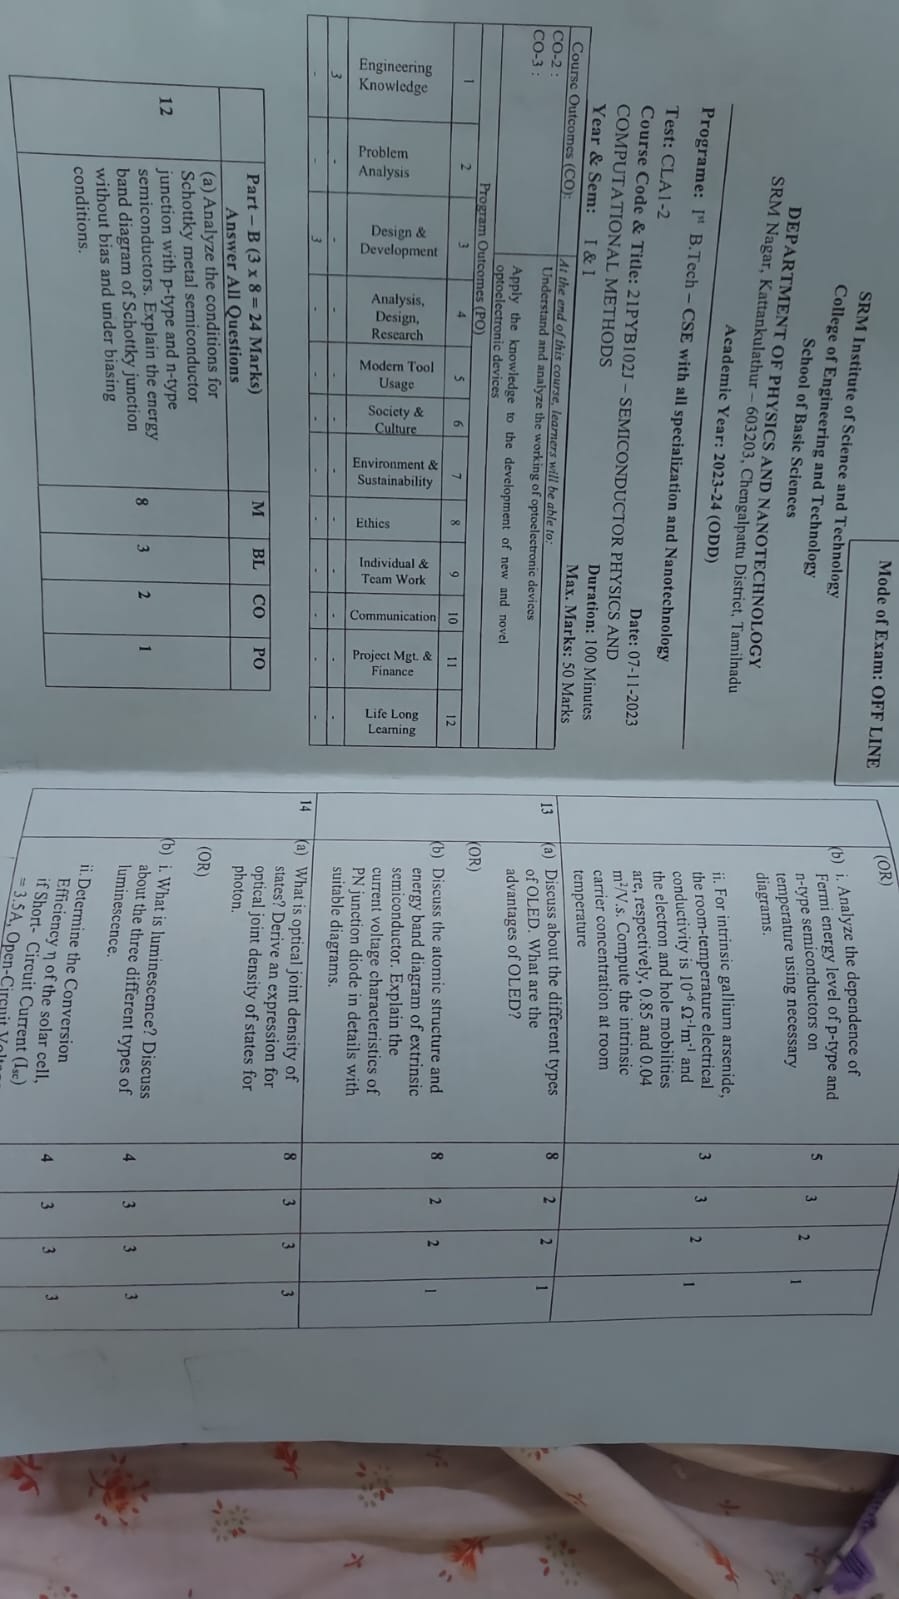 Mode of Exam: OFF LINE
SRM Institute of Science and Technology
College of Engineering and Technology
School of Basic Sciences
DEPARTMENT OF PHYSICS AND NANOTECHNOLOGY
SRM Nagar, Kattankulathur – 603203, Chengalpattu District, Tamilnadu
Academic Year: 2023-24 (ODD)
Programe: 1st B.Tech – CSE with all specialization and Nanotechnology
Test: CLA1-2 Date: 07-11-2023
Course Code & Title: 21PYB102J – SEMICONDUCTOR PHYSICS AND
COMPUTATIONAL METHODS Duration: 100 Minutes
Year & Sem: I & I Max. Marks: 50 Marks
Course Outcomes (CO): At the end of this course, learners will be able to:
CO-2 : Understand and analyze the working of optoelectronic devices
CO-3 : Apply the knowledge to the development of new and novel
optoelectronic devices
Program Outcomes (PO)
1 2 3 4 5 6 7 8 9 10 11 12
Engineering Knowledge
Problem Analysis
Design & Development
Analysis, Design, Research
Modern Tool Usage
Society & Culture
Environment & Sustainability
Ethics
Individual & Team Work
Communication
Project Mgt. & Finance
Life Long Learning
3 - - - - - - - - - - -
- - 3 - - - - - - - - -
Part – B (3 x 8 = 24 Marks)
Answer All Questions
M BL CO PO
12 (a) Analyze the conditions for
Schottky metal semiconductor
junction with p-type and n-type
semiconductors. Explain the energy
band diagram of Schottky junction
without bias and under biasing
conditions.
8 3 2 1
(OR)
(b) i. Analyze the dependence of
Fermi energy level of p-type and
n-type semiconductors on
temperature using necessary
diagrams.
5 3 2 1
ii. For intrinsic gallium arsenide,
the room-temperature electrical
conductivity is 10⁻⁶ Ω⁻¹m⁻¹ and
the electron and hole mobilities
are, respectively, 0.85 and 0.04
m²/V.s. Compute the intrinsic
carrier concentration at room
temperature
3 3 2 1
13 (a) Discuss about the different types
of OLED. What are the
advantages of OLED?
8 2 2 1
(OR)
(b) Discuss the atomic structure and
energy band diagram of extrinsic
semiconductor. Explain the
current voltage characteristics of
PN junction diode in details with
suitable diagrams.
8 2 2 1
14 (a) What is optical joint density of
states? Derive an expression for
optical joint density of states for
photon.
8 3 3 3
(OR)
(b) i. What is luminescence? Discuss
about the three different types of
luminescence.
4 3 3 3
ii. Determine the Conversion
Efficiency η of the solar cell,
if Short- Circuit Current (Isc)
= 3.5A, Open-Circuit
4 3 3 3